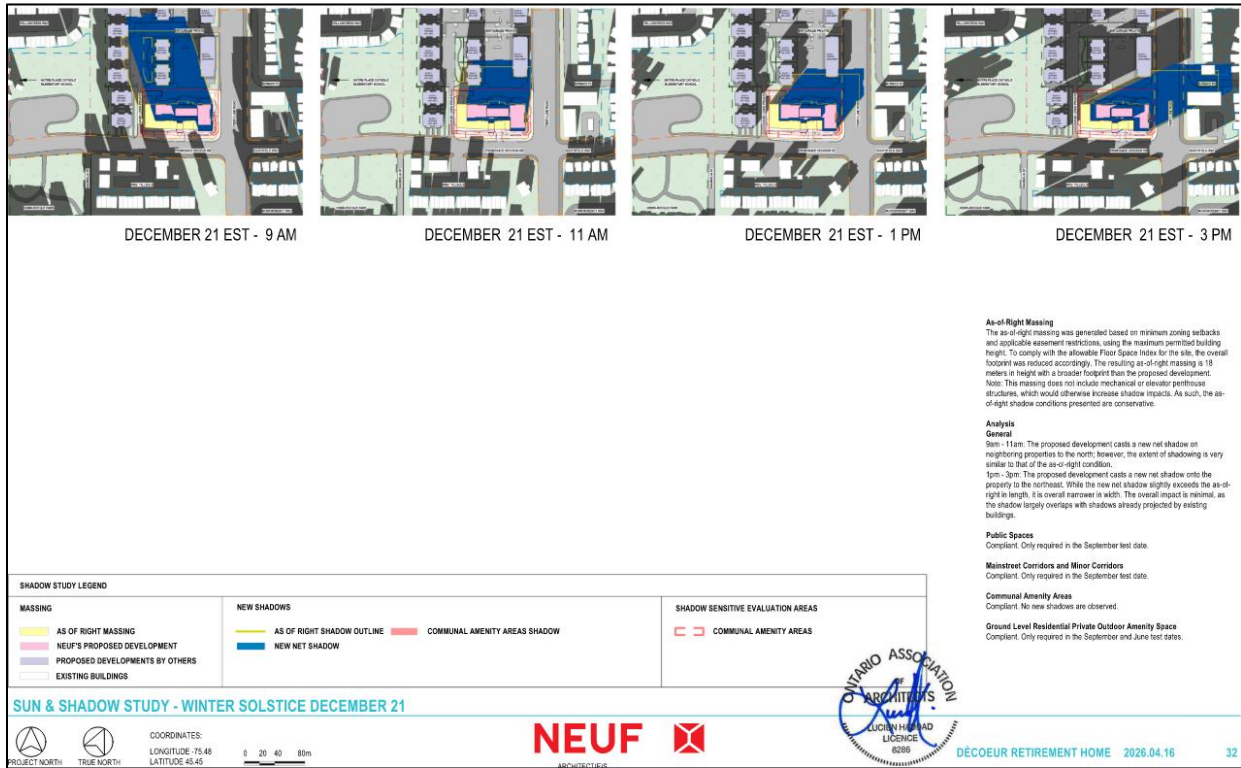 DECEMBER 21 EST - 9 AM
DECEMBER 21 EST - 11 AM
DECEMBER 21 EST - 1 PM
DECEMBER 21 EST - 3 PM
As-of-Right Massing
The as-of-right massing was generated based on minimum zoning setbacks
and applicable easement restrictions, using the maximum permitted building
height. To comply with the allowable Floor Space Index for the site, the overall
footprint was reduced accordingly. The resulting as-of-right massing is 18
meters in height with a broader footprint than the proposed development.
Note: This massing does not include mechanical or elevator penthouse
structures, which would otherwise increase shadow impacts. As such, the as-
of-right shadow conditions presented are conservative.
Analysis
General
9am - 11am: The proposed development casts a new net shadow on
neighboring properties to the north; however, the extent of shadowing is very
similar to that of the as-of-right condition.
1pm - 3pm: The proposed development casts a new net shadow onto the
property to the northeast. While the new net shadow slightly exceeds the as-of-
right in length, it is overall narrower in width. The overall impact is minimal, as
the shadow largely overlaps with shadows already projected by existing
buildings.
Public Spaces
Compliant. Only required in the September test date.
Mainstreet Corridors and Minor Corridors
Compliant. Only required in the September test date.
Communal Amenity Areas
Compliant. No new shadows are observed.
Ground Level Residential Private Outdoor Amenity Space
Compliant. Only required in the September and June test dates.
SHADOW STUDY LEGEND
MASSING
AS OF RIGHT MASSING
NEUF'S PROPOSED DEVELOPMENT
PROPOSED DEVELOPMENTS BY OTHERS
EXISTING BUILDINGS
NEW SHADOWS
AS OF RIGHT SHADOW OUTLINE
COMMUNAL AMENITY AREAS SHADOW
NEW NET SHADOW
SHADOW SENSITIVE EVALUATION AREAS
COMMUNAL AMENITY AREAS
ONTARIO ASSOCIATION
OF
ARCHITECTS
LUCIEN HADDAD
LICENCE
6286
SUN & SHADOW STUDY - WINTER SOLSTICE DECEMBER 21
PROJECT NORTH
TRUE NORTH
COORDINATES:
LONGITUDE -75.48
LATITUDE 45.45
0 20 40 80m
NEUF
ARCHITECT(E)S
DÉCOEUR RETIREMENT HOME 2026.04.16 32